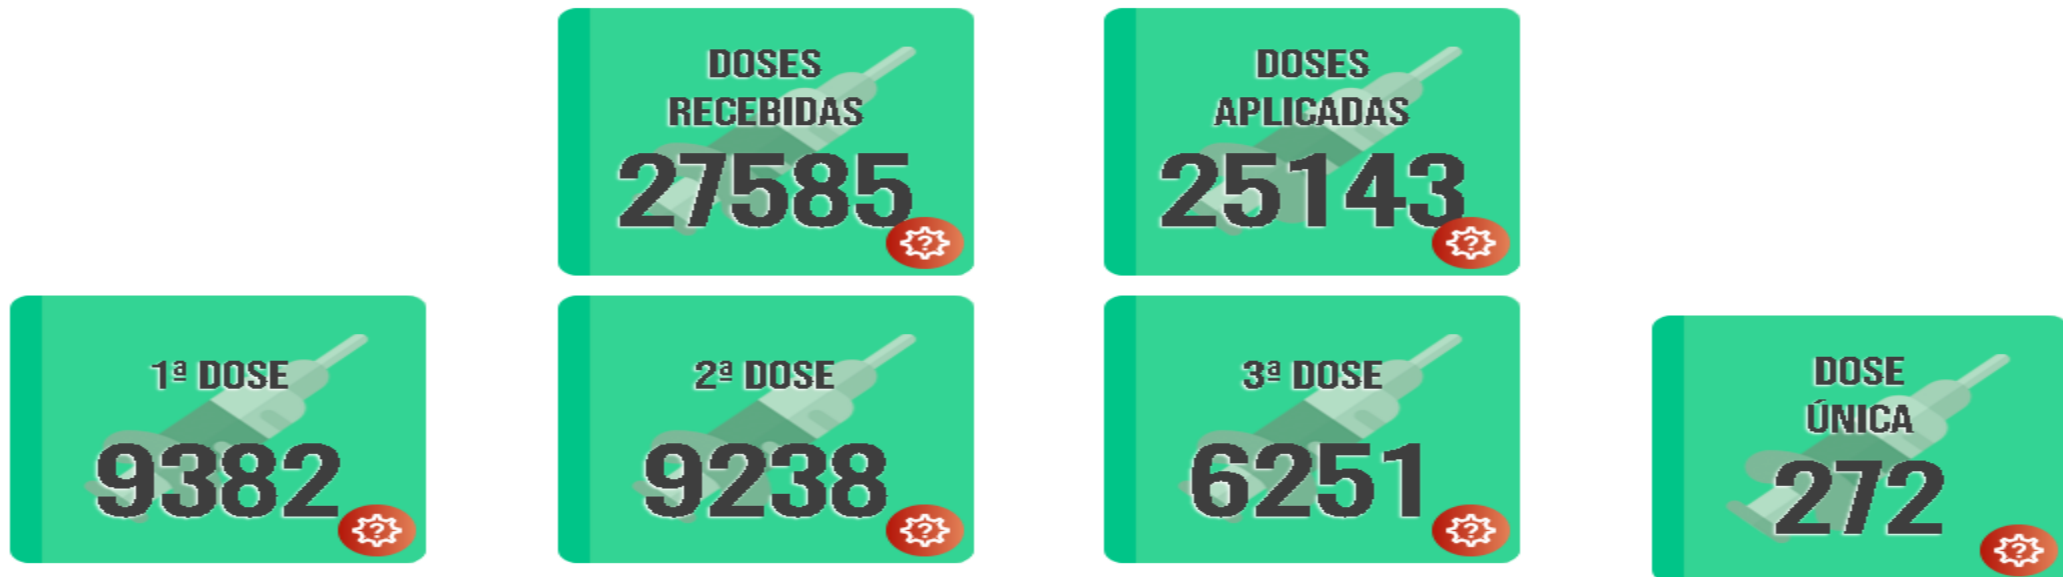 DOSES
RECEBIDAS
27585
?
DOSES
APLICADAS
25143
?
1ª DOSE
9382
?
2ª DOSE
9238
?
3ª DOSE
6251
?
DOSE
ÚNICA
272
?